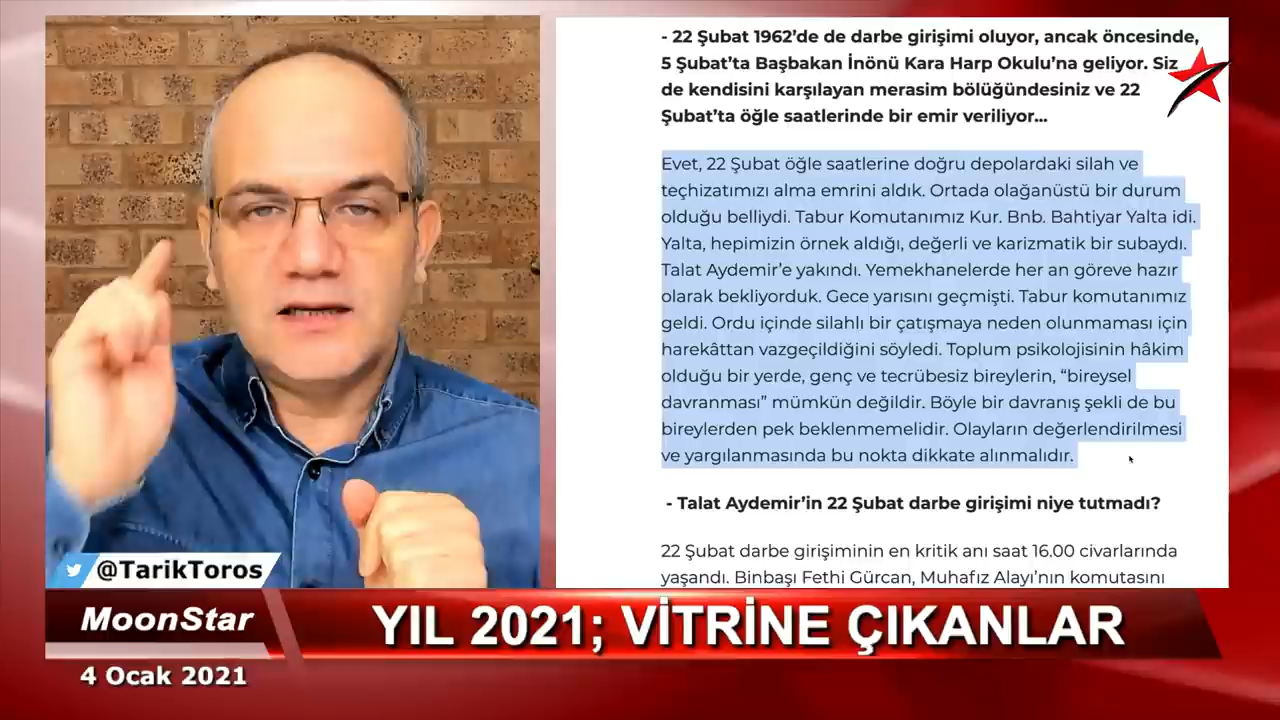 - 22 Şubat 1962’de de darbe girişimi oluyor, ancak öncesinde,
5 Şubat’ta Başbakan İnönü Kara Harp Okulu’na geliyor. Siz
de kendisini karşılayan merasim bölüğündesiniz ve 22
Şubat’ta öğle saatlerinde bir emir veriliyor...
Evet, 22 Şubat öğle saatlerine doğru depolardaki silah ve
teçhizatımızı alma emrini aldık. Ortada olağanüstü bir durum
olduğu belliydi. Tabur Komutanımız Kur. Bnb. Bahtiyar Yalta idi.
Yalta, hepimizin örnek aldığı, değerli ve karizmatik bir subaydı.
Talat Aydemir’e yakındı. Yemekhanelerde her an göreve hazır
olarak bekliyorduk. Gece yarısını geçmişti. Tabur komutanımız
geldi. Ordu içinde silahlı bir çatışmaya neden olunmaması için
harekâttan vazgeçildiğini söyledi. Toplum psikolojisinin hâkim
olduğu bir yerde, genç ve tecrübesiz bireylerin, “bireysel
davranması” mümkün değildir. Böyle bir davranış şekli de bu
bireylerden pek beklenmemelidir. Olayların değerlendirilmesi
ve yargılanmasında bu nokta dikkate alınmalıdır.
- Talat Aydemir’in 22 Şubat darbe girişimi niye tutmadı?
22 Şubat darbe girişiminin en kritik anı saat 16.00 civarlarında
yaşandı. Binbaşı Fethi Gürcan, Muhafız Alayı’nın komutasını
@TarikToros
MoonStar
YIL 2021; VİTRİNE ÇIKANLAR
4 Ocak 2021